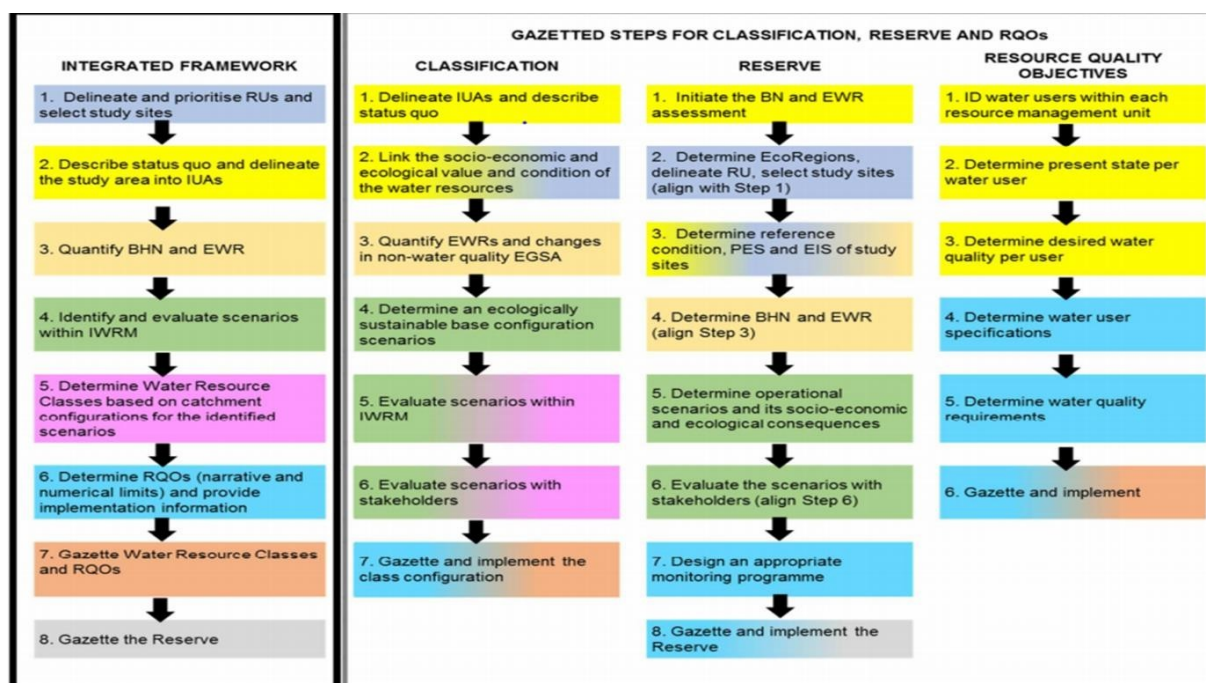 GAZETTED STEPS FOR CLASSIFICATION, RESERVE AND RQOs
INTEGRATED FRAMEWORK
1. Delineate and prioritise RUs and
select study sites
2. Describe status quo and delineate
the study area into IUAs
3. Quantify BHN and EWR
4. Identify and evaluate scenarios
within IWRM
5. Determine Water Resource
Classes based on catchment
configurations for the identified
scenarios
6. Determine RQOs (narrative and
numerical limits) and provide
implementation information
7. Gazette Water Resource Classes
and RQOs
8. Gazette the Reserve
CLASSIFICATION
1. Delineate IUAs and describe
status quo
2. Link the socio-economic and
ecological value and condition of
the water resources
3. Quantify EWRs and changes
in non-water quality EGSA
4. Determine an ecologically
sustainable base configuration
scenarios
5. Evaluate scenarios within
IWRM
6. Evaluate scenarios with
stakeholders
7. Gazette and implement the
class configuration
RESERVE
1. Initiate the BN and EWR
assessment
2. Determine EcoRegions,
delineate RU, select study sites
(align with Step 1)
3. Determine reference
condition, PES and EIS of study
sites
4. Determine BHN and EWR
(align Step 3)
5. Determine operational
scenarios and its socio-economic
and ecological consequences
6. Evaluate the scenarios with
stakeholders (align Step 6)
7. Design an appropriate
monitoring programme
8. Gazette and implement the
Reserve
RESOURCE QUALITY
OBJECTIVES
1. ID water users within each
resource management unit
2. Determine present state per
water user
3. Determine desired water
quality per user
4. Determine water user
specifications
5. Determine water quality
requirements
6. Gazette and implement